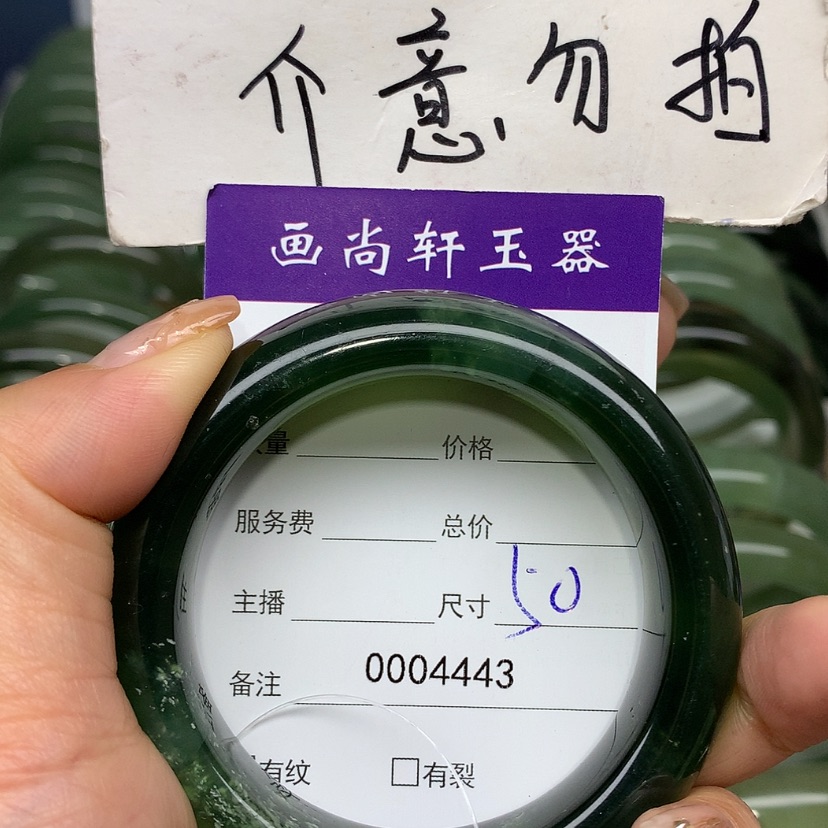 介意勿拍
画尚轩玉器
量 价格
服务费 总价
主播 尺寸 50
备注 0004443
有纹 □有裂